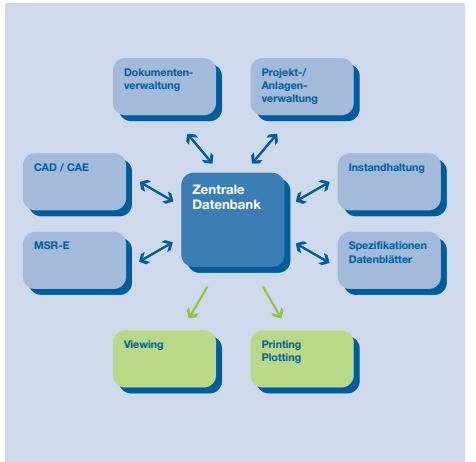 Dokumenten-
verwaltung
Projekt-/
Anlagen-
verwaltung
CAD / CAE
Zentrale
Datenbank
Instandhaltung
MSR-E
Spezifikationen
Datenblätter
Viewing
Printing
Plotting